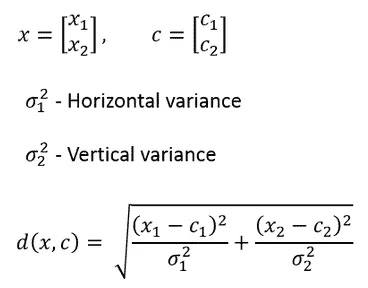 x = [x₁ x₂], c = [c₁ c₂]
σ₁² - Horizontal variance
σ₂² - Vertical variance
d(x, c) = √((x₁ − c₁)²/σ₁² + (x₂ − c₂)²/σ₂²)